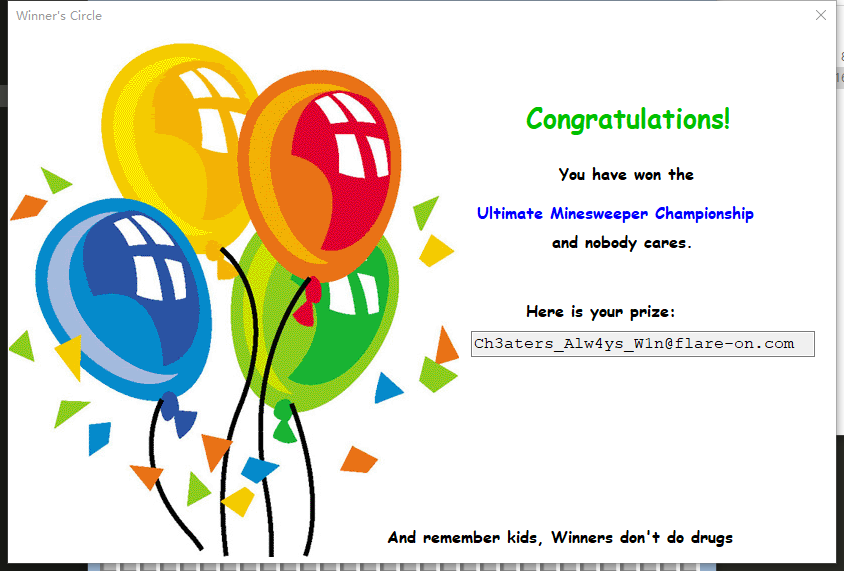 Winner's Circle
Congratulations!
You have won the
Ultimate Minesweeper Championship
and nobody cares.
Here is your prize:
Ch3aters_Alw4ys_W1n@flare-on.com
And remember kids, Winners don't do drugs